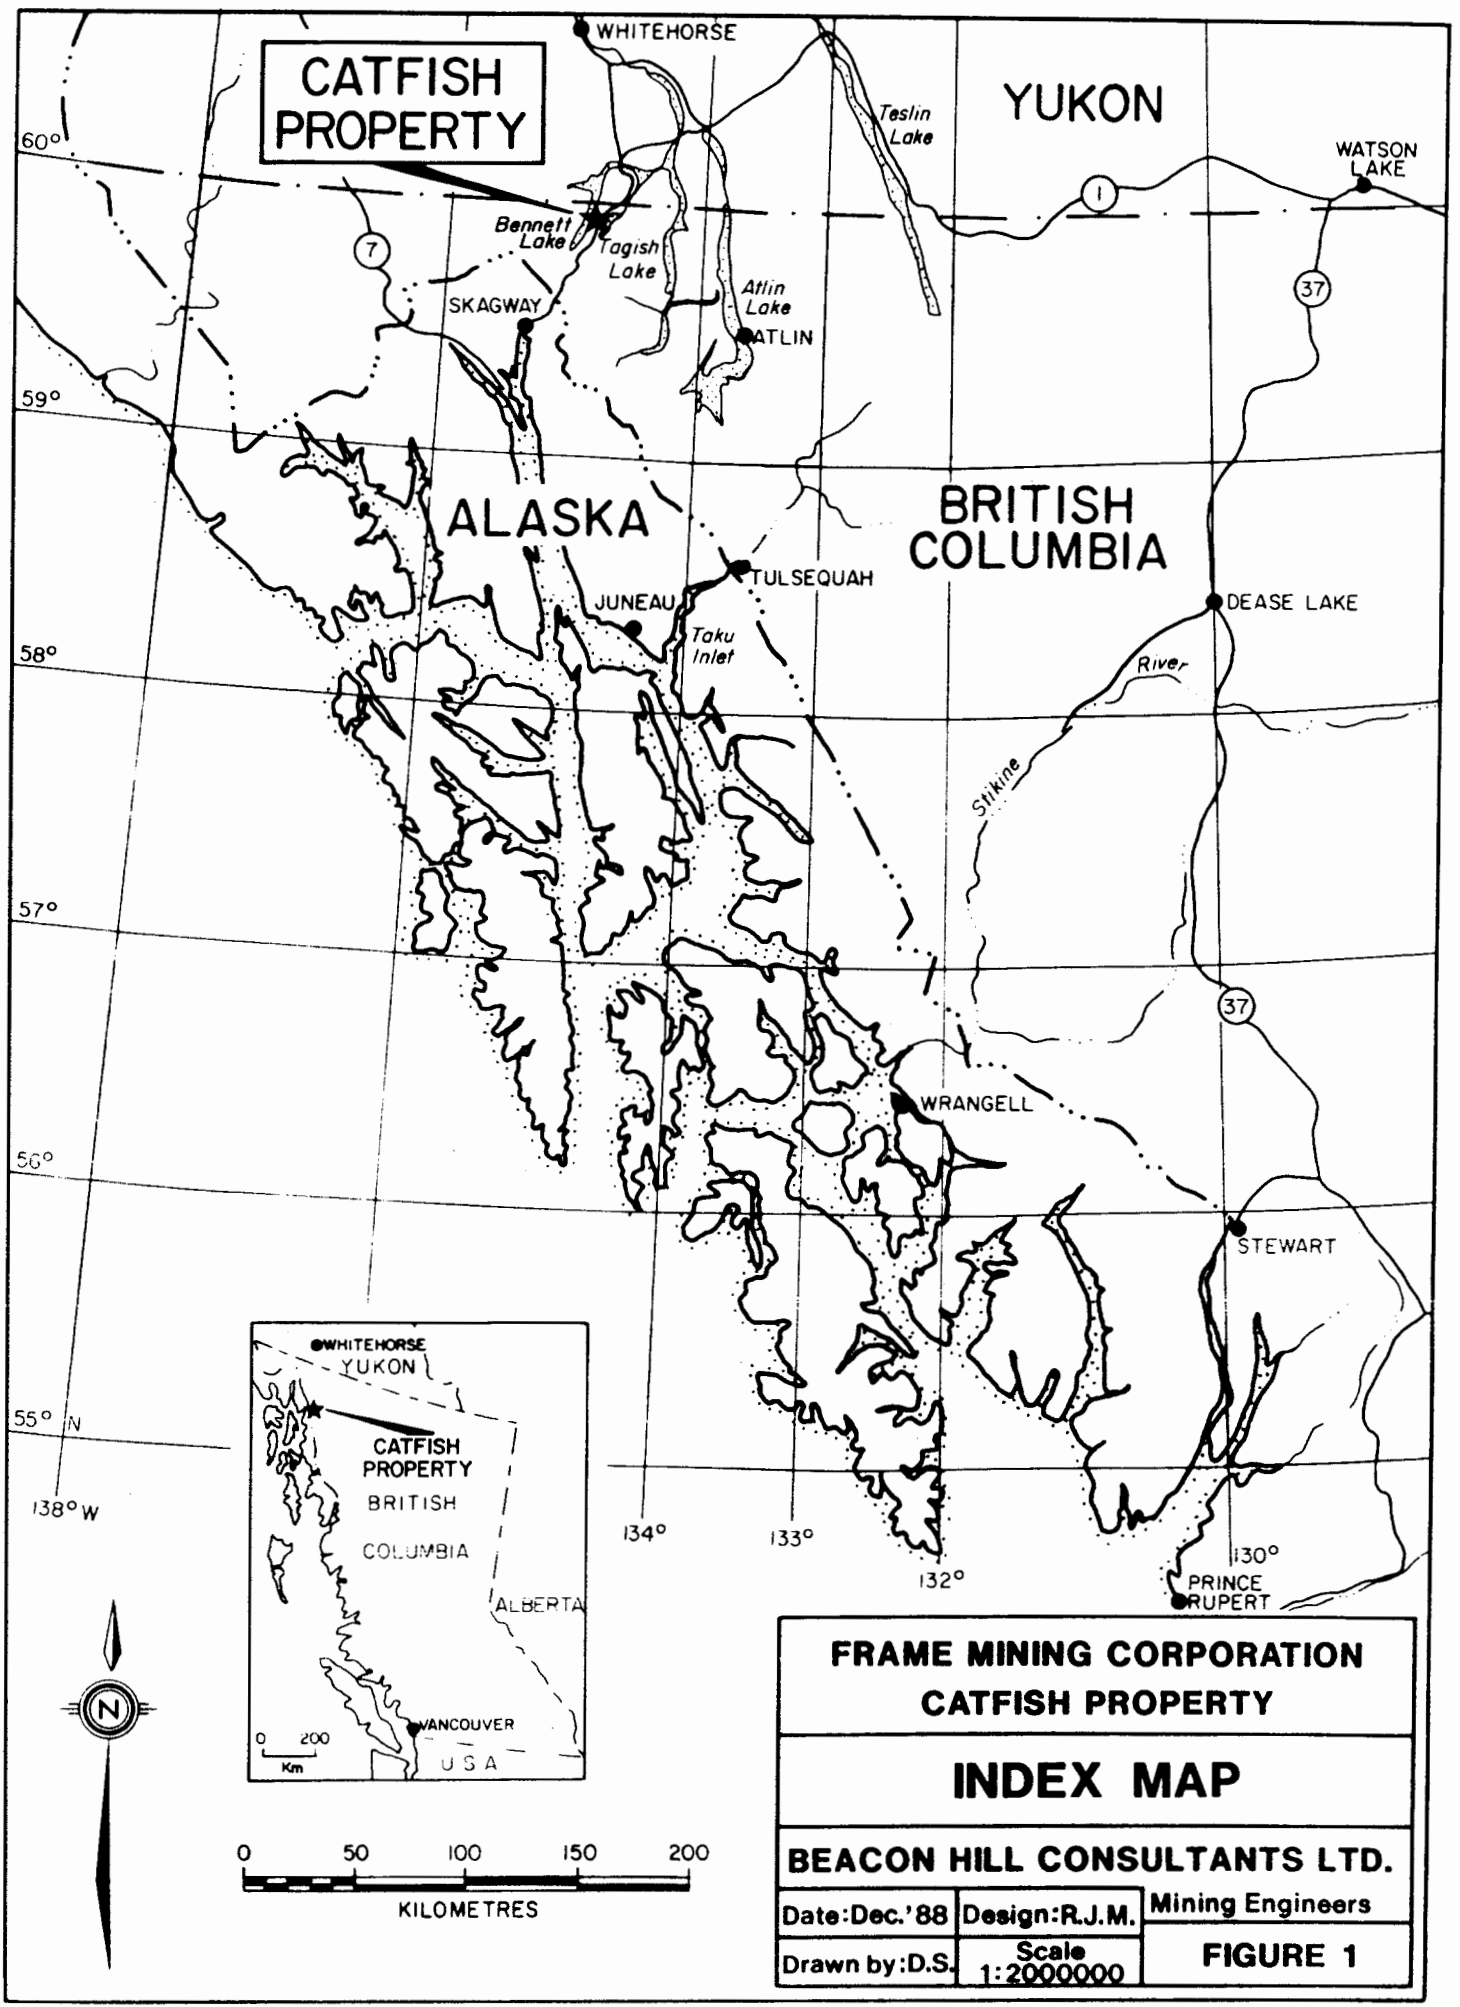 WHITEHORSE
CATFISH
PROPERTY
YUKON
Teslin
Lake
WATSON
LAKE
60°
1
Bennett
Lake
Tagish
Lake
7
37
SKAGWAY
Atlin
Lake
ATLIN
59°
ALASKA
BRITISH
COLUMBIA
TULSEQUAH
JUNEAU
DEASE LAKE
Taku
Inlet
River
58°
Stikine
57°
37
WRANGELL
56°
STEWART
55° N
138° W
134°
133°
132°
130°
PRINCE
RUPERT
WHITEHORSE
YUKON
CATFISH
PROPERTY
BRITISH
COLUMBIA
ALBERTA
VANCOUVER
USA
0 200
Km
N
0 50 100 150 200
KILOMETRES
FRAME MINING CORPORATION
CATFISH PROPERTY
INDEX MAP
BEACON HILL CONSULTANTS LTD.
Date:Dec.'88
Design:R.J.M.
Mining Engineers
Drawn by:D.S.
Scale
1:2000000
FIGURE 1